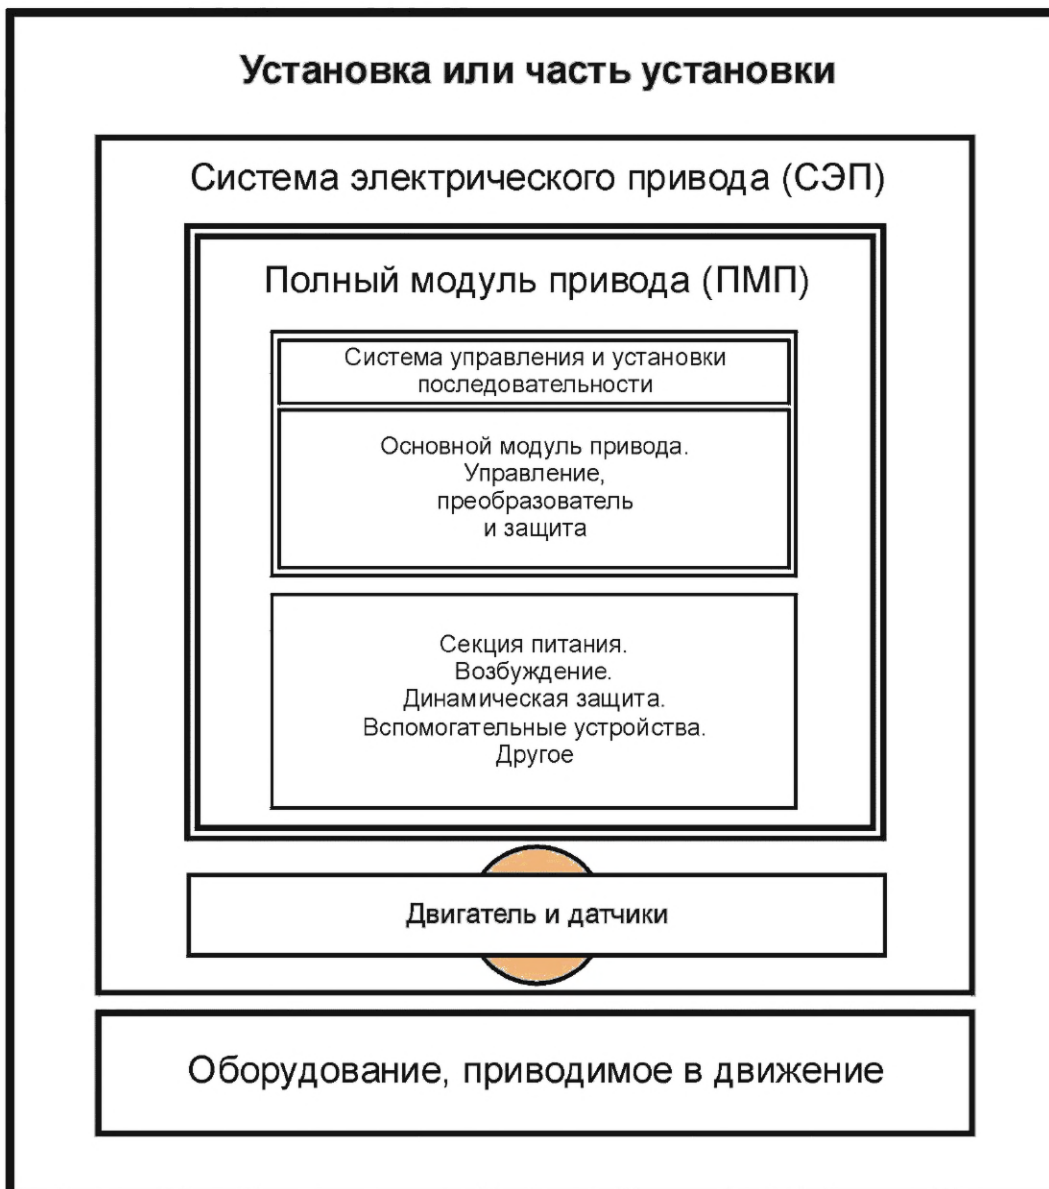 Установка или часть установки
Система электрического привода (СЭП)
Полный модуль привода (ПМП)
Система управления и установки
последовательности
Основной модуль привода.
Управление,
преобразователь
и защита
Секция питания.
Возбуждение.
Динамическая защита.
Вспомогательные устройства.
Другое
Двигатель и датчики
Оборудование, приводимое в движение